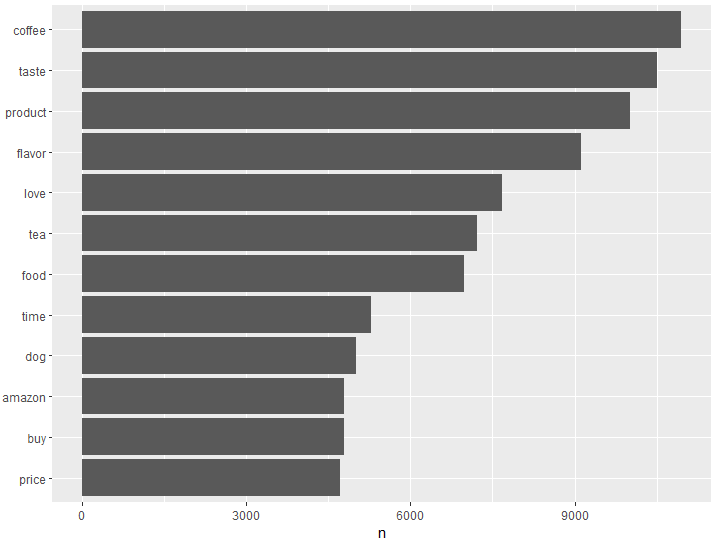 coffee
taste
product
flavor
love
tea
food
time
dog
amazon
buy
price
0 3000 6000 9000
n